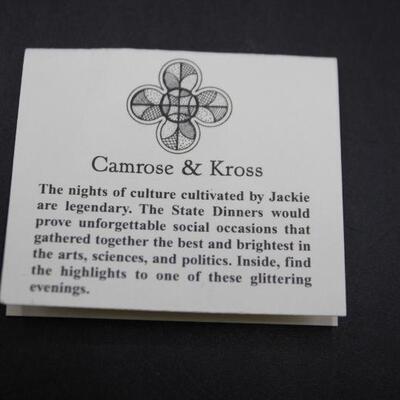 Camrose & Kross
The nights of culture cultivated by Jackie
are legendary. The State Dinners would
prove unforgettable social occasions that
gathered together the best and brightest in
the arts, sciences, and politics. Inside, find
the highlights to one of these glittering
evenings.